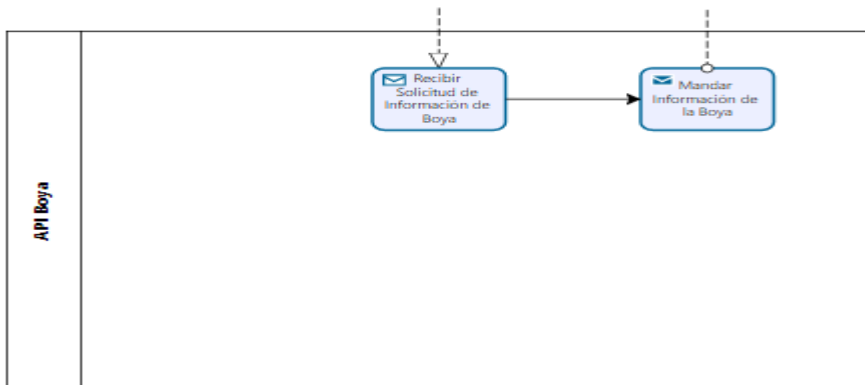 API Boya
Recibir
Solicitud de
Información de
Boya
Mandar
Información de
la Boya